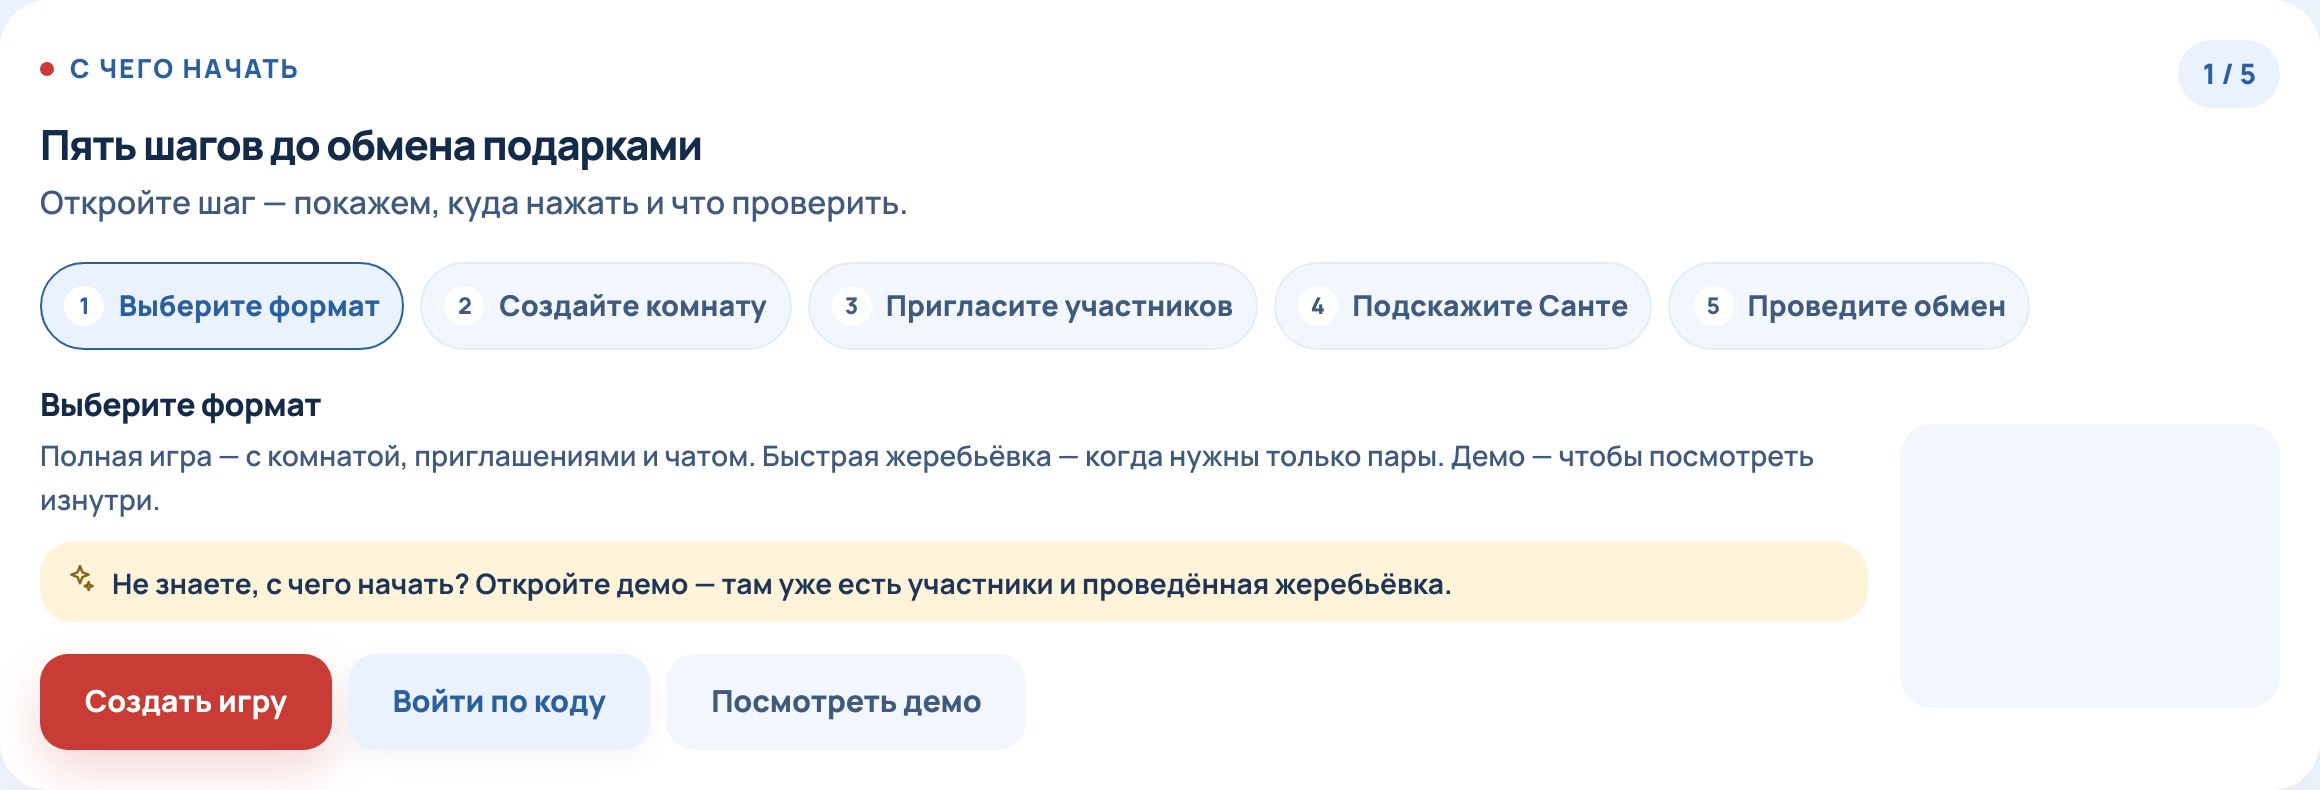 С ЧЕГО НАЧАТЬ
1 / 5
Пять шагов до обмена подарками
Откройте шаг — покажем, куда нажать и что проверить.
1 Выберите формат
2 Создайте комнату
3 Пригласите участников
4 Подскажите Санте
5 Проведите обмен
Выберите формат
Полная игра — с комнатой, приглашениями и чатом. Быстрая жеребьёвка — когда нужны только пары. Демо — чтобы посмотреть
изнутри.
Не знаете, с чего начать? Откройте демо — там уже есть участники и проведённая жеребьёвка.
Создать игру
Войти по коду
Посмотреть демо